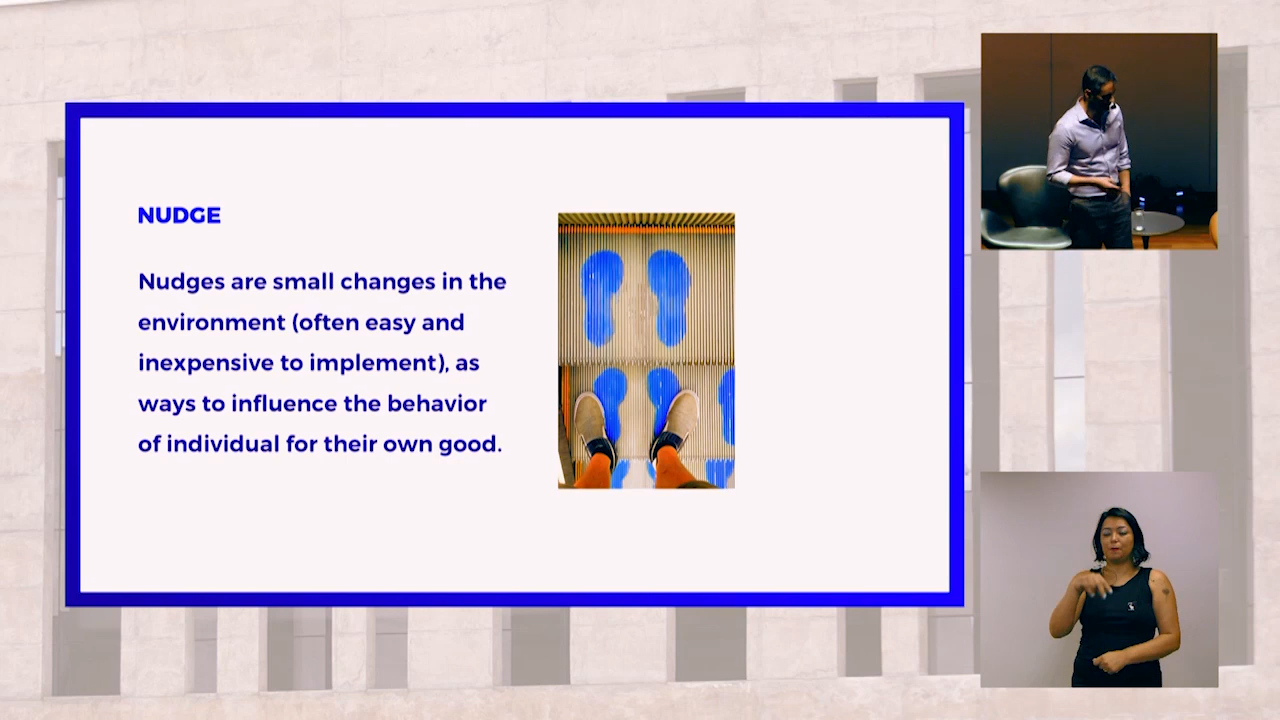 NUDGE
Nudges are small changes in the
environment (often easy and
inexpensive to implement), as
ways to influence the behavior
of individual for their own good.